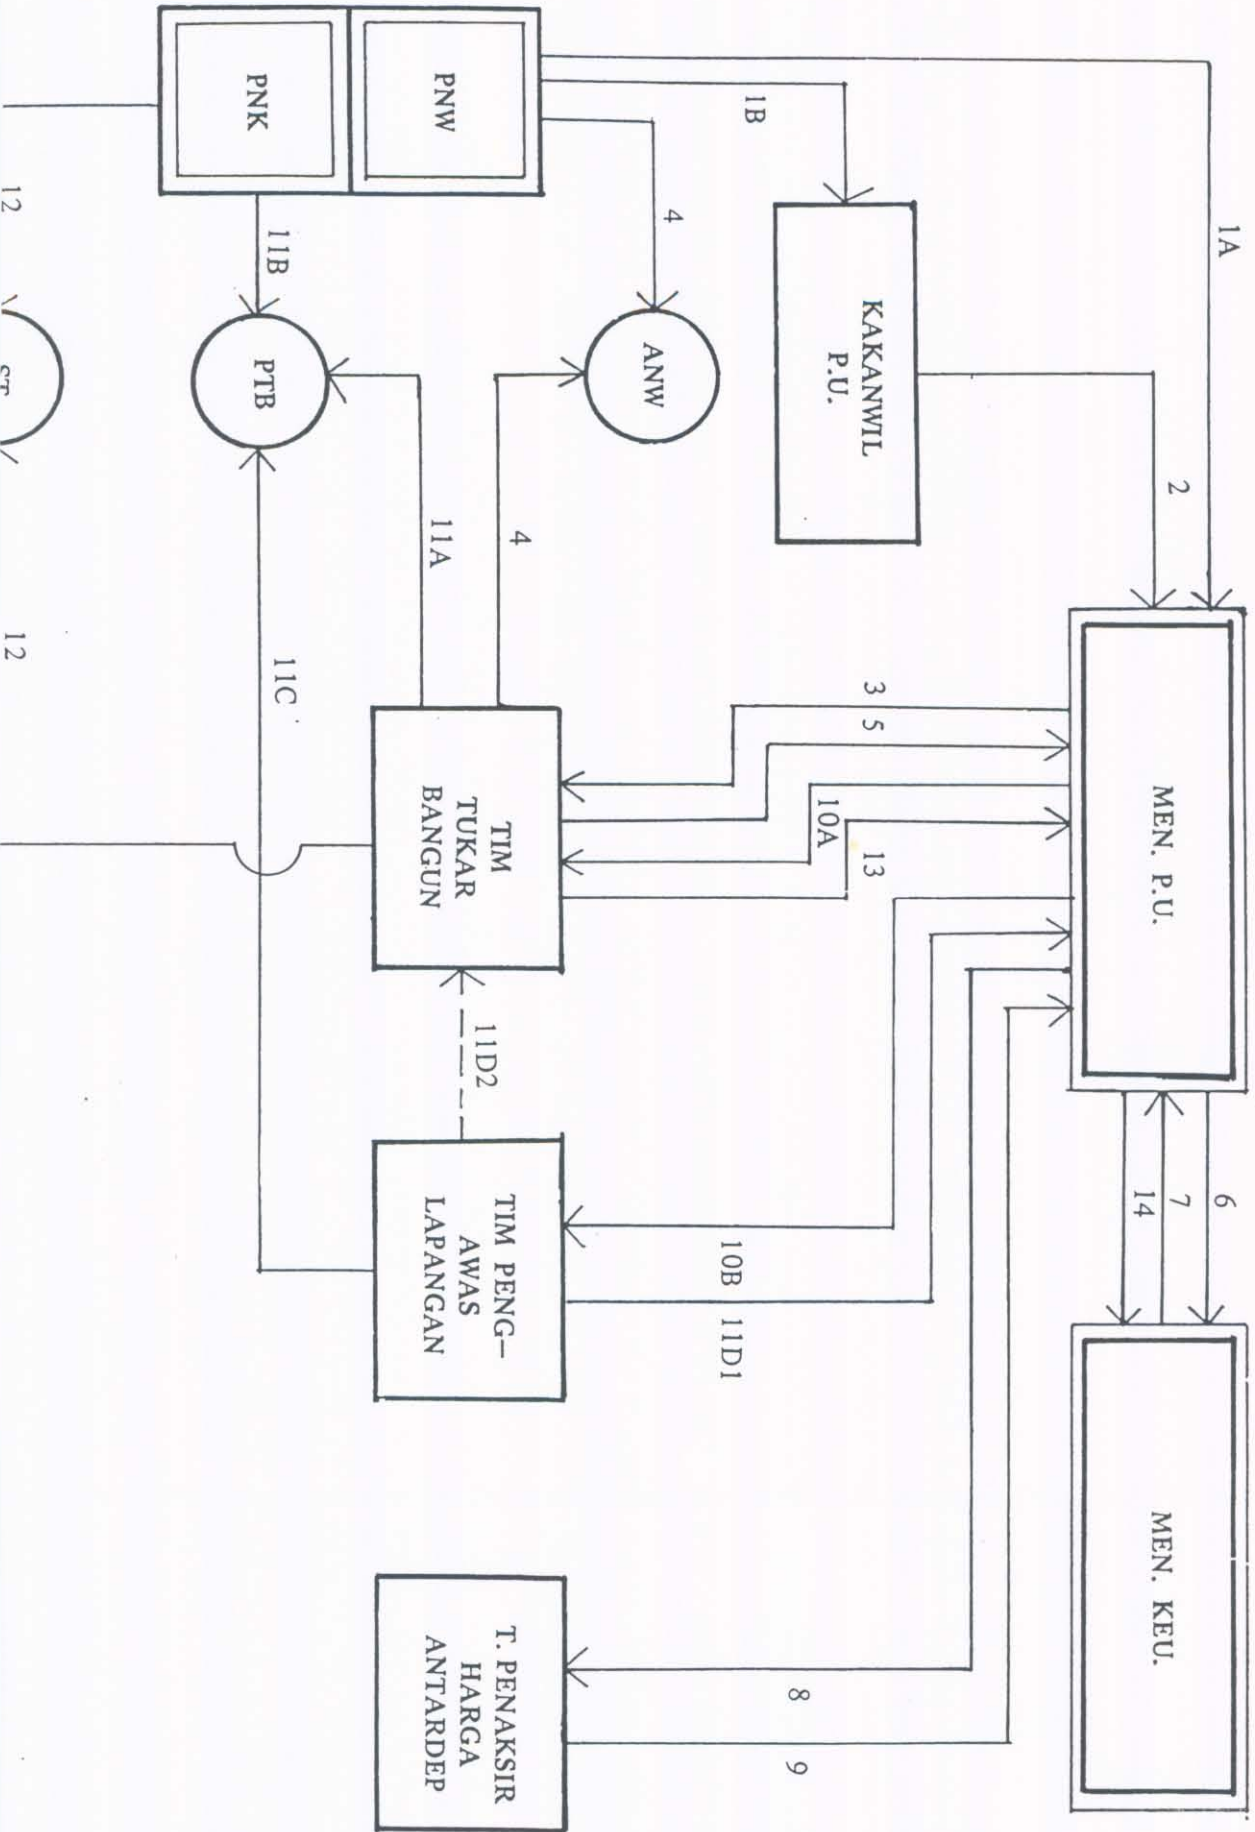 1A
2
MEN. P.U.
6
7
14
MEN. KEU.
1B
KAKANWIL
P.U.
3
5
10A
13
10B
11D1
8
9
PNW
4
ANW
4
TIM
TUKAR
BANGUN
11D2
TIM PENG–
AWAS
LAPANGAN
T. PENAKSIR
HARGA
ANTARDEP
PNK
11B
PTB
11A
11C
12
12